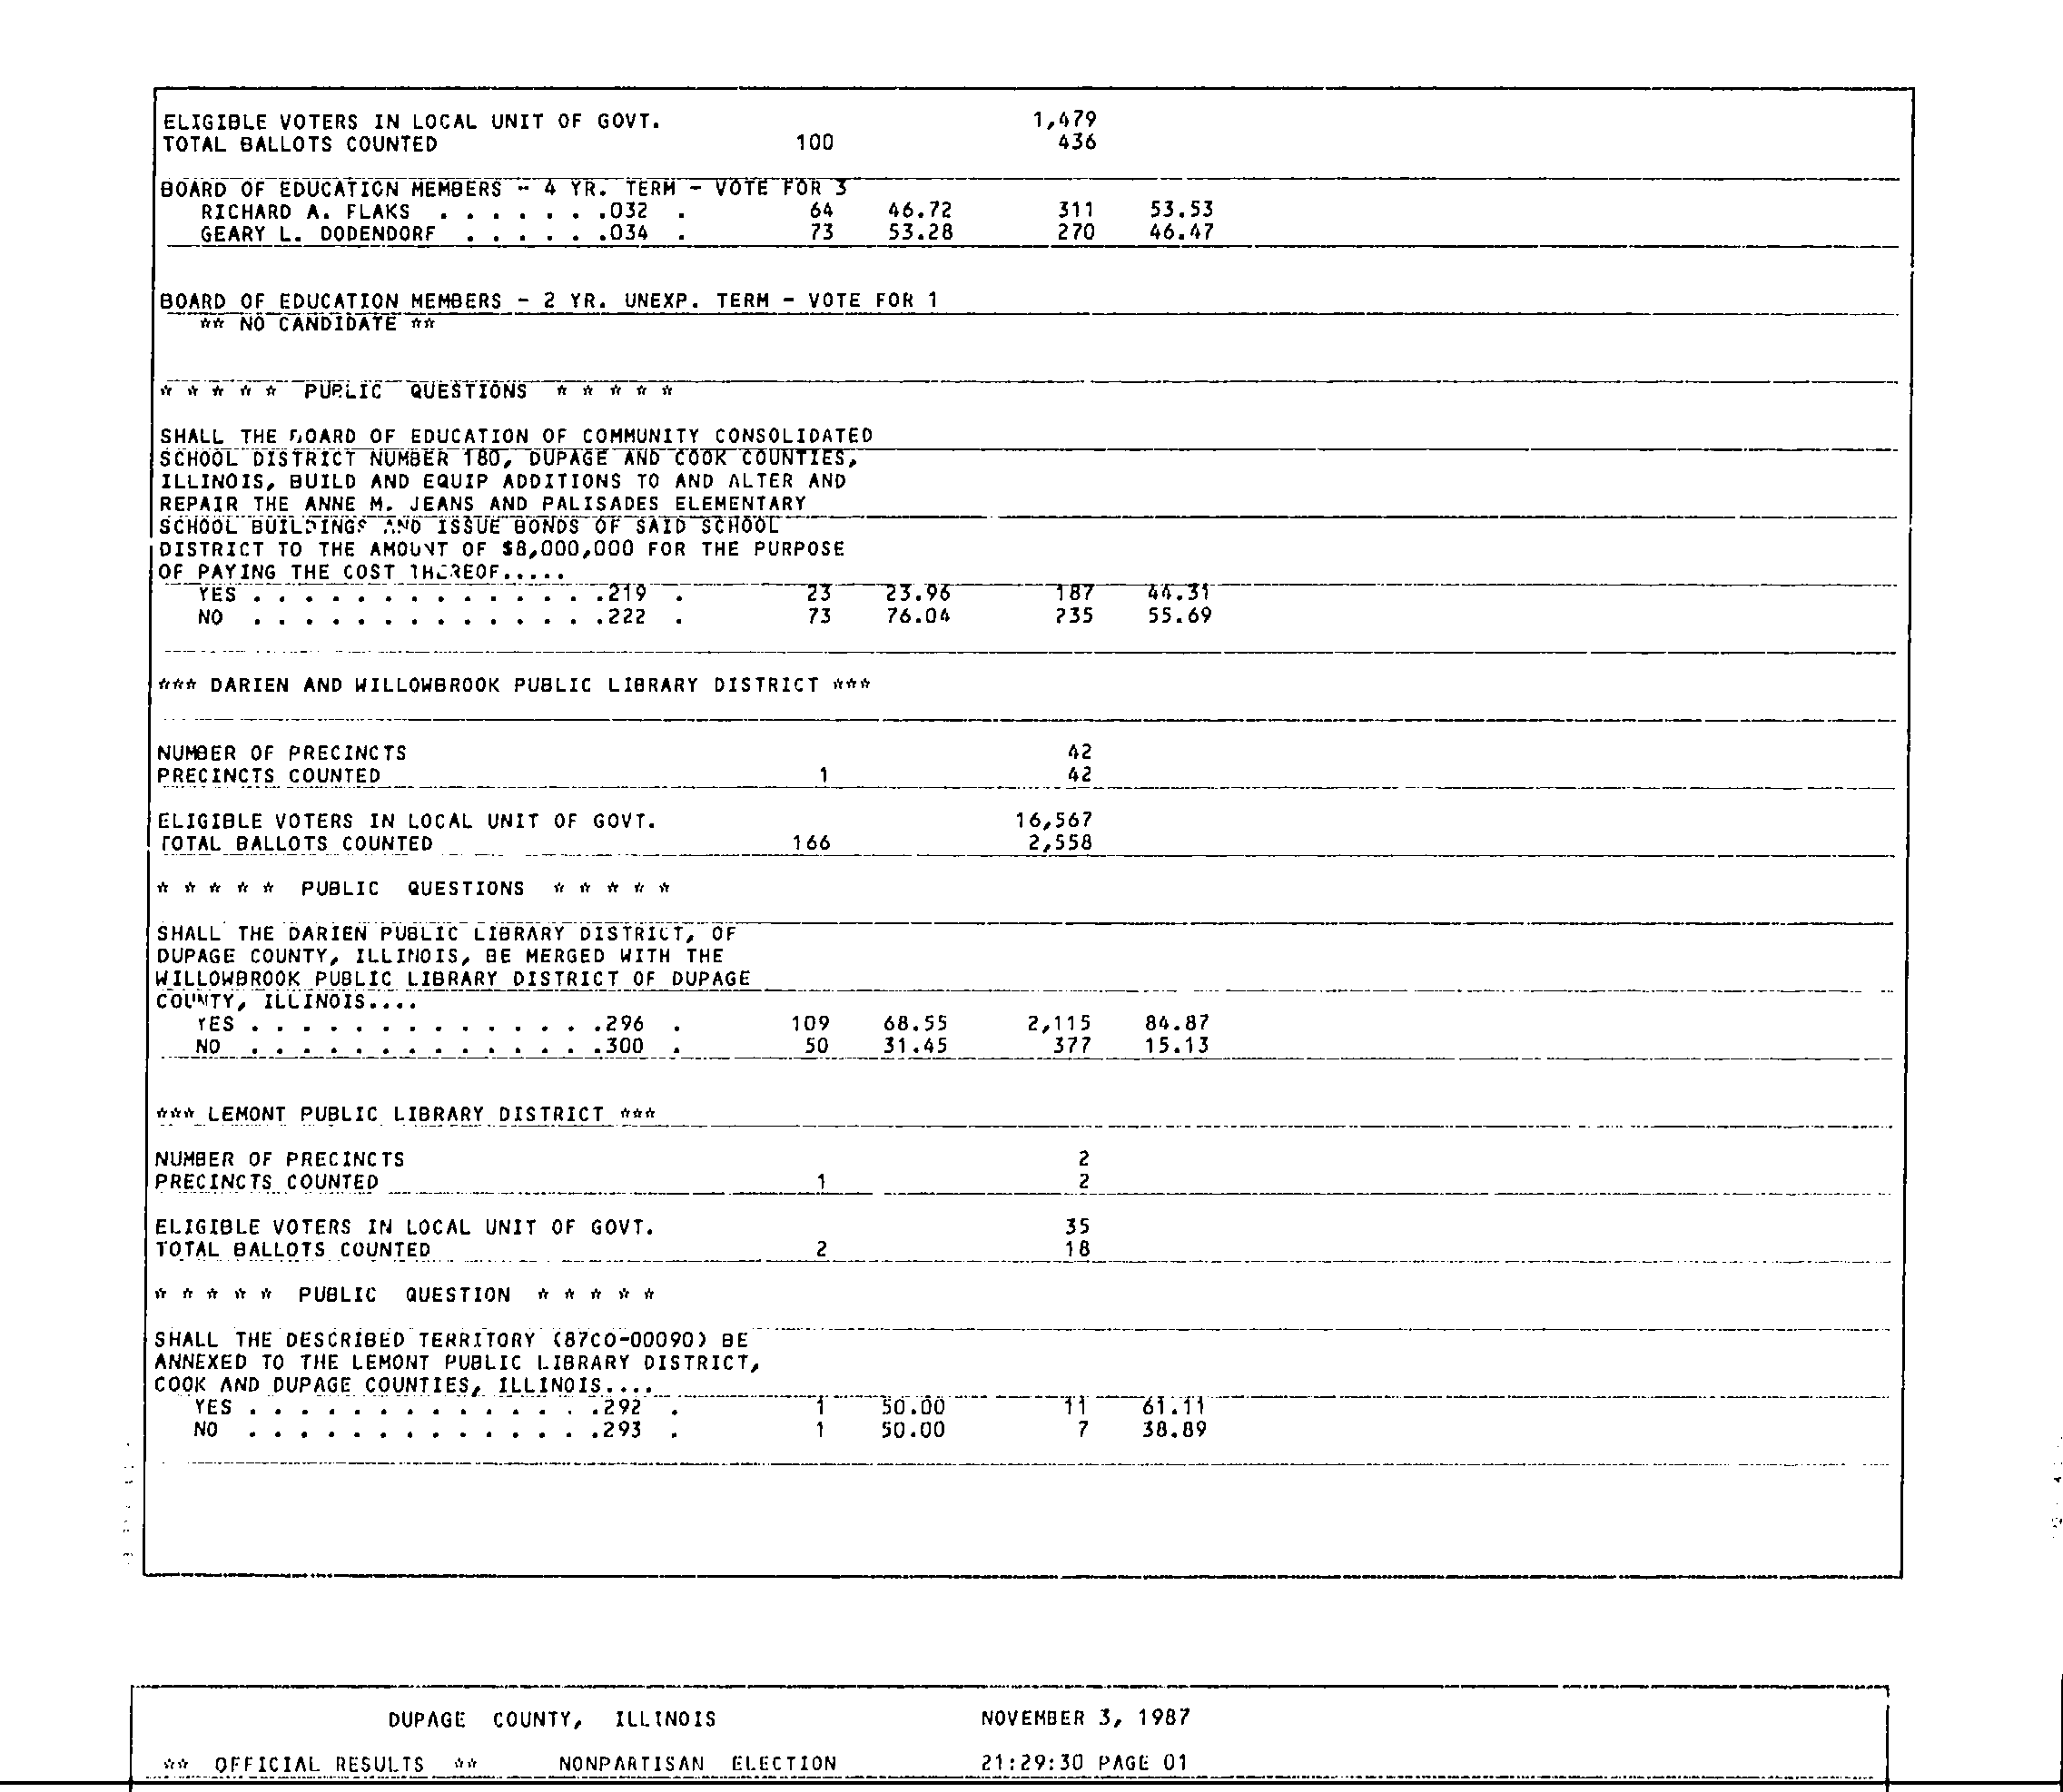 ELIGIBLE VOTERS IN LOCAL UNIT OF GOVT. 1,479
TOTAL BALLOTS COUNTED 100 436
BOARD OF EDUCATION MEMBERS - 4 YR. TERM - VOTE FOR 3
RICHARD A. FLAKS . . . . . . .032 . 64 46.72 311 53.53
GEARY L. DODENDORF . . . . . .034 . 73 53.28 270 46.47
BOARD OF EDUCATION MEMBERS - 2 YR. UNEXP. TERM - VOTE FOR 1
** NO CANDIDATE **
* * * * * PUBLIC QUESTIONS * * * * *
SHALL THE BOARD OF EDUCATION OF COMMUNITY CONSOLIDATED
SCHOOL DISTRICT NUMBER 180, DUPAGE AND COOK COUNTIES,
ILLINOIS, BUILD AND EQUIP ADDITIONS TO AND ALTER AND
REPAIR THE ANNE M. JEANS AND PALISADES ELEMENTARY
SCHOOL BUILDINGS AND ISSUE BONDS OF SAID SCHOOL
DISTRICT TO THE AMOUNT OF $8,000,000 FOR THE PURPOSE
OF PAYING THE COST THEREOF.....
YES . . . . . . . . . . . . . .219 . 23 23.96 187 44.31
NO . . . . . . . . . . . . . .222 . 73 76.04 235 55.69
*** DARIEN AND WILLOWBROOK PUBLIC LIBRARY DISTRICT ***
NUMBER OF PRECINCTS 42
PRECINCTS COUNTED 1 42
ELIGIBLE VOTERS IN LOCAL UNIT OF GOVT. 16,567
TOTAL BALLOTS COUNTED 166 2,558
* * * * * PUBLIC QUESTIONS * * * * *
SHALL THE DARIEN PUBLIC LIBRARY DISTRICT, OF
DUPAGE COUNTY, ILLINOIS, BE MERGED WITH THE
WILLOWBROOK PUBLIC LIBRARY DISTRICT OF DUPAGE
COUNTY, ILLINOIS....
YES . . . . . . . . . . . . . .296 . 109 68.55 2,115 84.87
NO . . . . . . . . . . . . . .300 . 50 31.45 377 15.13
*** LEMONT PUBLIC LIBRARY DISTRICT ***
NUMBER OF PRECINCTS 2
PRECINCTS COUNTED 1 2
ELIGIBLE VOTERS IN LOCAL UNIT OF GOVT. 35
TOTAL BALLOTS COUNTED 2 18
* * * * * PUBLIC QUESTION * * * * *
SHALL THE DESCRIBED TERRITORY (87CO-00090) BE
ANNEXED TO THE LEMONT PUBLIC LIBRARY DISTRICT,
COOK AND DUPAGE COUNTIES, ILLINOIS....
YES . . . . . . . . . . . . . .292 . 1 50.00 11 61.11
NO . . . . . . . . . . . . . .293 . 1 50.00 7 38.89
DUPAGE COUNTY, ILLINOIS NOVEMBER 3, 1987
** OFFICIAL RESULTS ** NONPARTISAN ELECTION 21:29:30 PAGE 01